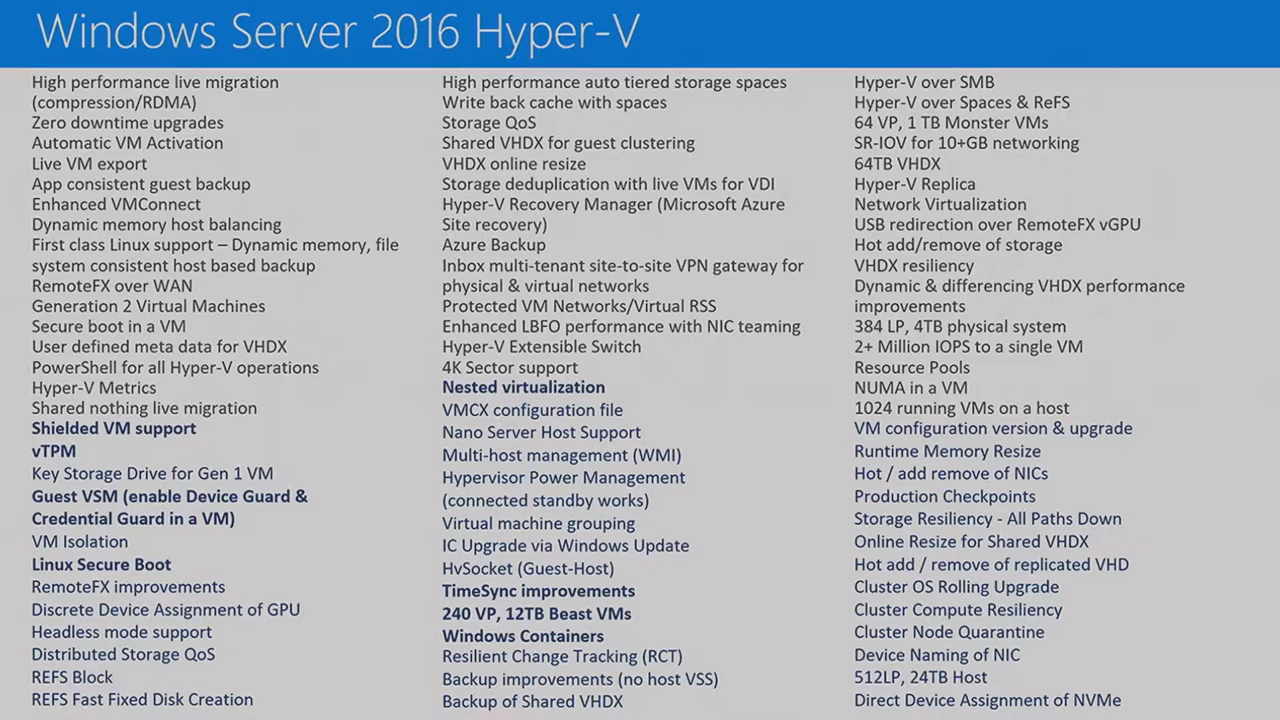 Windows Server 2016 Hyper-V
High performance live migration
(compression/RDMA)
Zero downtime upgrades
Automatic VM Activation
Live VM export
App consistent guest backup
Enhanced VMConnect
Dynamic memory host balancing
First class Linux support – Dynamic memory, file
system consistent host based backup
RemoteFX over WAN
Generation 2 Virtual Machines
Secure boot in a VM
User defined meta data for VHDX
PowerShell for all Hyper-V operations
Hyper-V Metrics
Shared nothing live migration
Shielded VM support
vTPM
Key Storage Drive for Gen 1 VM
Guest VSM (enable Device Guard &
Credential Guard in a VM)
VM Isolation
Linux Secure Boot
RemoteFX improvements
Discrete Device Assignment of GPU
Headless mode support
Distributed Storage QoS
REFS Block
REFS Fast Fixed Disk Creation
High performance auto tiered storage spaces
Write back cache with spaces
Storage QoS
Shared VHDX for guest clustering
VHDX online resize
Storage deduplication with live VMs for VDI
Hyper-V Recovery Manager (Microsoft Azure
Site recovery)
Azure Backup
Inbox multi-tenant site-to-site VPN gateway for
physical & virtual networks
Protected VM Networks/Virtual RSS
Enhanced LBFO performance with NIC teaming
Hyper-V Extensible Switch
4K Sector support
Nested virtualization
VMCX configuration file
Nano Server Host Support
Multi-host management (WMI)
Hypervisor Power Management
(connected standby works)
Virtual machine grouping
IC Upgrade via Windows Update
HvSocket (Guest-Host)
TimeSync improvements
240 VP, 12TB Beast VMs
Windows Containers
Resilient Change Tracking (RCT)
Backup improvements (no host VSS)
Backup of Shared VHDX
Hyper-V over SMB
Hyper-V over Spaces & ReFS
64 VP, 1 TB Monster VMs
SR-IOV for 10+GB networking
64TB VHDX
Hyper-V Replica
Network Virtualization
USB redirection over RemoteFX vGPU
Hot add/remove of storage
VHDX resiliency
Dynamic & differencing VHDX performance
improvements
384 LP, 4TB physical system
2+ Million IOPS to a single VM
Resource Pools
NUMA in a VM
1024 running VMs on a host
VM configuration version & upgrade
Runtime Memory Resize
Hot / add remove of NICs
Production Checkpoints
Storage Resiliency - All Paths Down
Online Resize for Shared VHDX
Hot add / remove of replicated VHD
Cluster OS Rolling Upgrade
Cluster Compute Resiliency
Cluster Node Quarantine
Device Naming of NIC
512LP, 24TB Host
Direct Device Assignment of NVMe